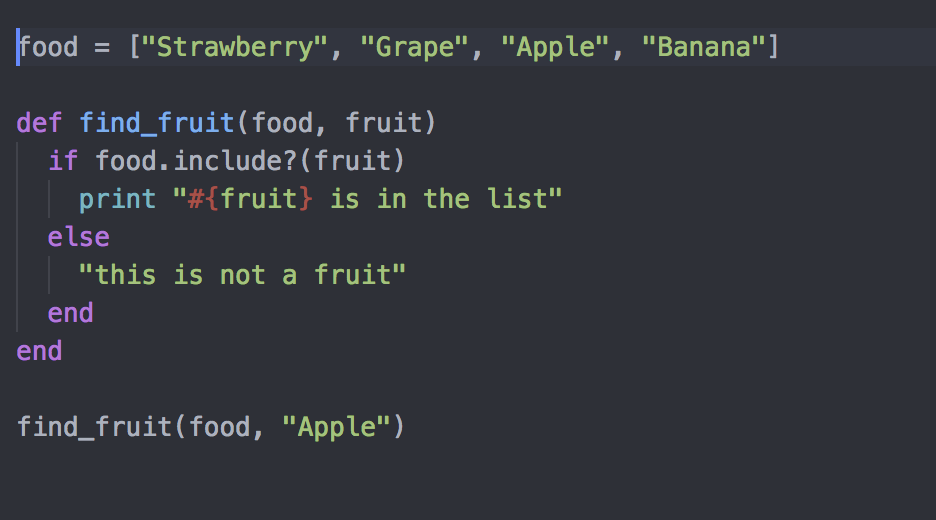 food = ["Strawberry", "Grape", "Apple", "Banana"]
def find_fruit(food, fruit)
if food.include?(fruit)
print "#{fruit} is in the list"
else
"this is not a fruit"
end
end
find_fruit(food, "Apple")